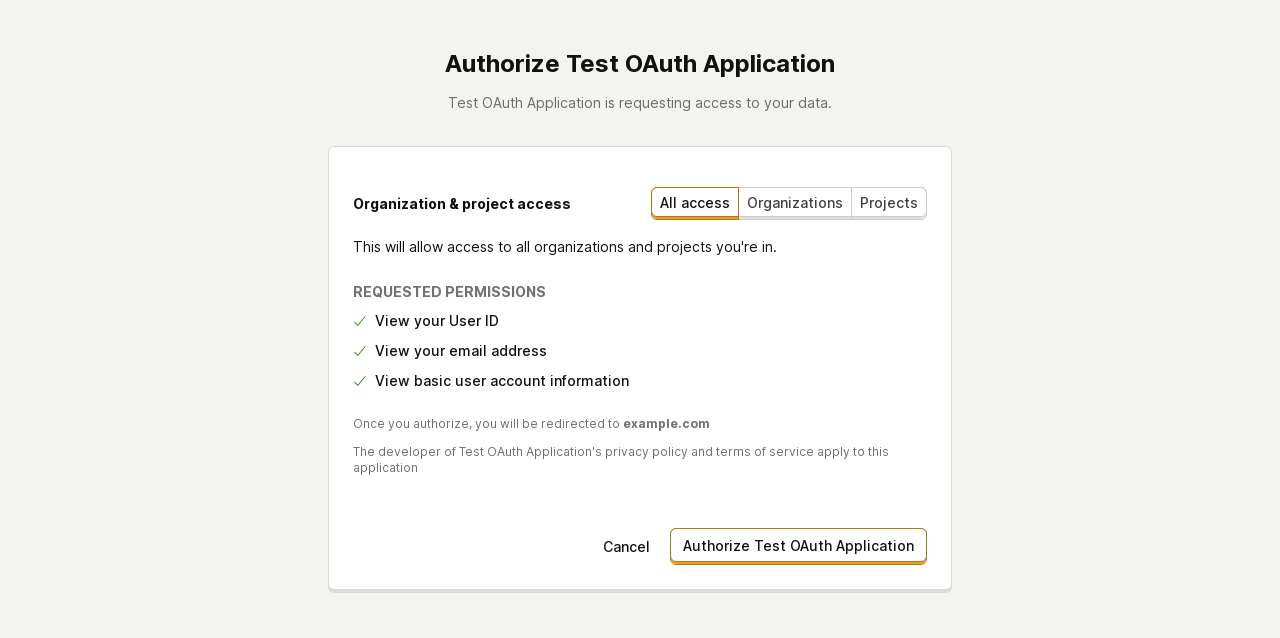 Authorize Test OAuth Application
Test OAuth Application is requesting access to your data.
Organization & project access
All access
Organizations
Projects
This will allow access to all organizations and projects you're in.
REQUESTED PERMISSIONS
View your User ID
View your email address
View basic user account information
Once you authorize, you will be redirected to example.com
The developer of Test OAuth Application's privacy policy and terms of service apply to this
application
Cancel
Authorize Test OAuth Application